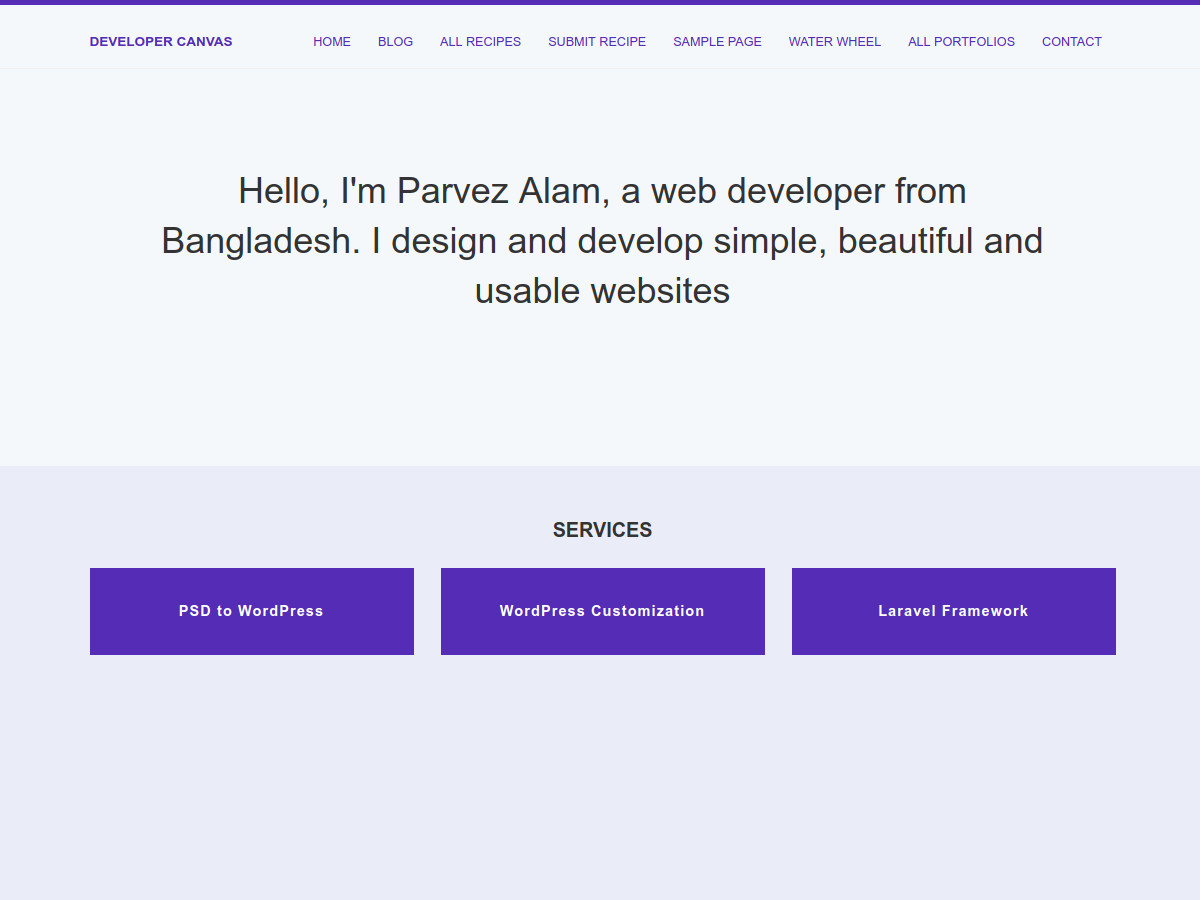 DEVELOPER CANVAS HOME BLOG ALL RECIPES SUBMIT RECIPE SAMPLE PAGE WATER WHEEL ALL PORTFOLIOS CONTACT
Hello, I'm Parvez Alam, a web developer from
Bangladesh. I design and develop simple, beautiful and
usable websites
SERVICES
PSD to WordPress WordPress Customization Laravel Framework